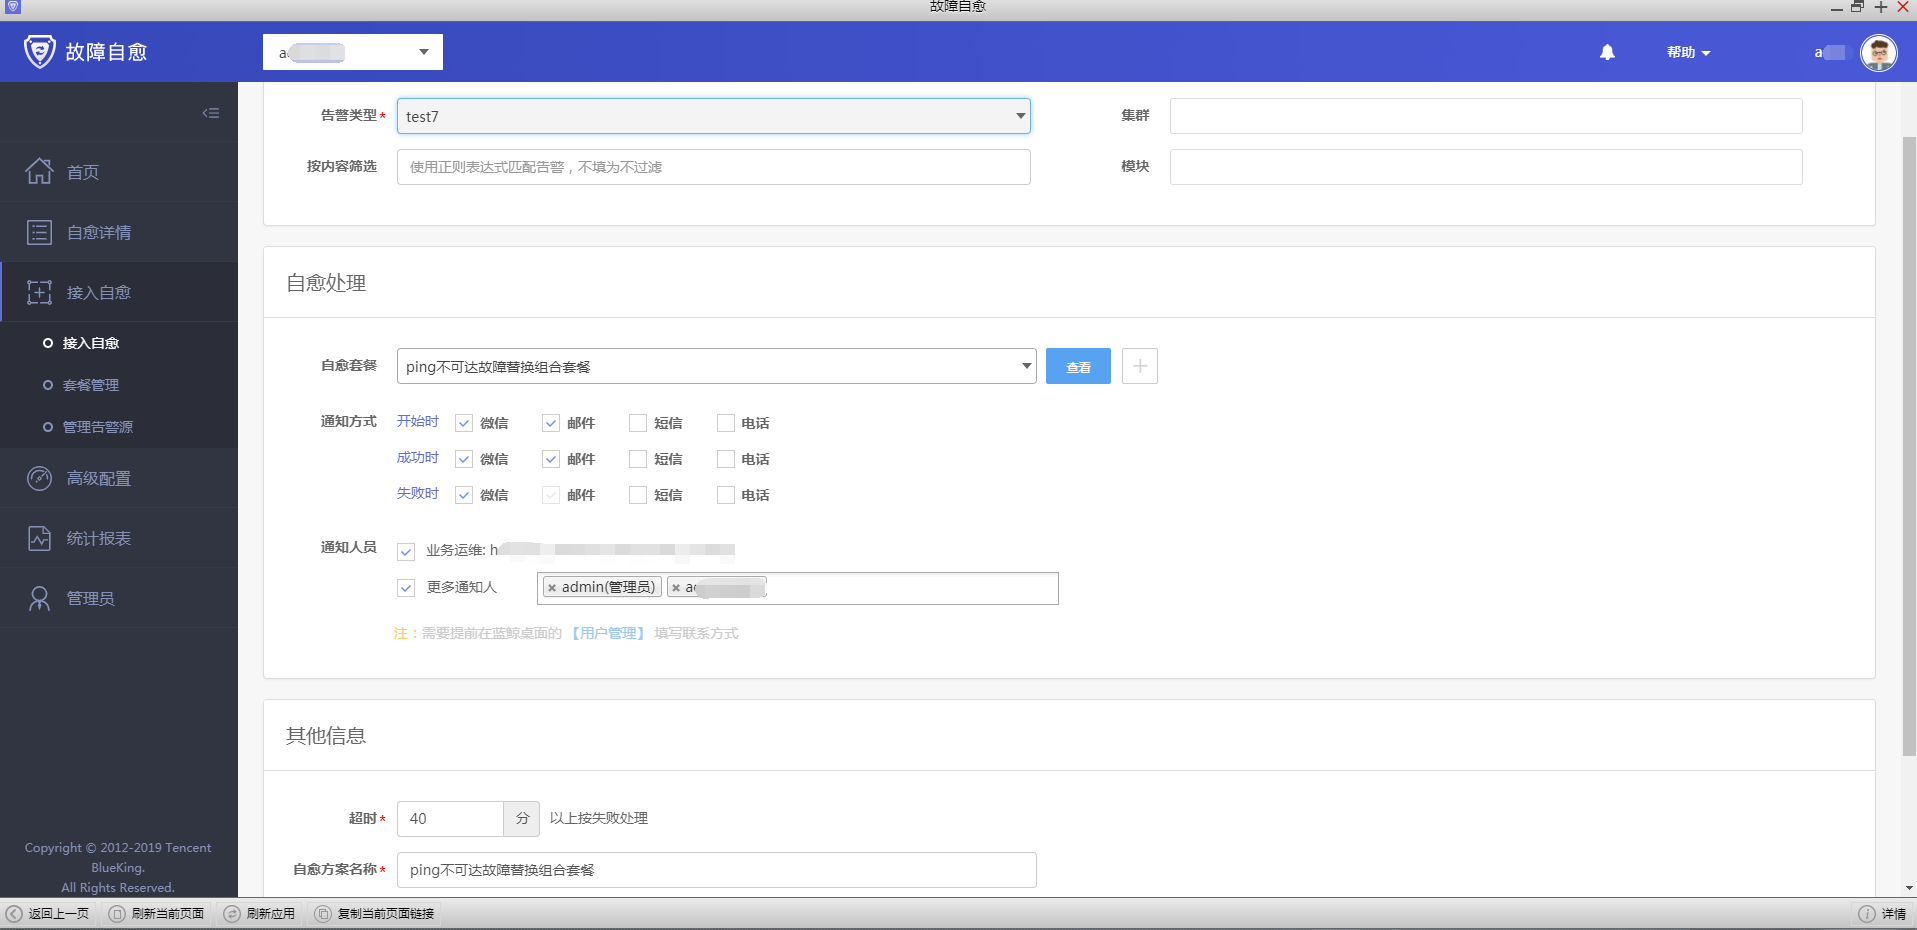 故障自愈
故障自愈
a
帮助
a
告警类型*
test7
集群
按内容筛选
使用正则表达式匹配告警，不填为不过滤
模块
首页
自愈详情
接入自愈
接入自愈
套餐管理
管理告警源
高级配置
统计报表
管理员
Copyright © 2012-2019 Tencent
BlueKing.
All Rights Reserved.
自愈处理
自愈套餐
ping不可达故障替换组合套餐
查看
通知方式 开始时 微信 邮件 短信 电话
成功时 微信 邮件 短信 电话
失败时 微信 邮件 短信 电话
通知人员
业务运维: h
更多通知人
× admin(管理员) × a
注：需要提前在蓝鲸桌面的【用户管理】填写联系方式
其他信息
超时* 40 分 以上按失败处理
自愈方案名称* ping不可达故障替换组合套餐
返回上一页 刷新当前页面 刷新应用 复制当前页面链接 详情